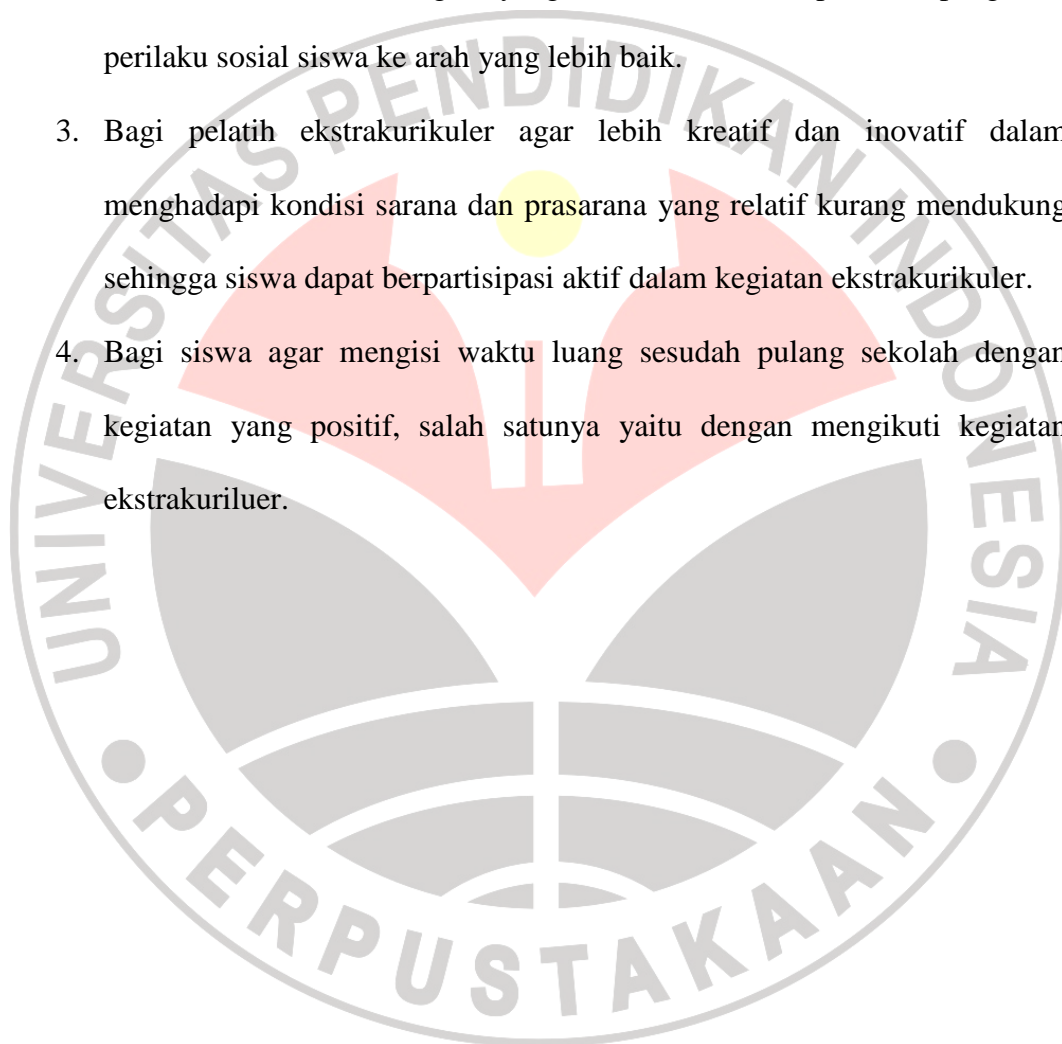 perilaku sosial siswa ke arah yang lebih baik.
3. Bagi pelatih ekstrakurikuler agar lebih kreatif dan inovatif dalam
menghadapi kondisi sarana dan prasarana yang relatif kurang mendukung
sehingga siswa dapat berpartisipasi aktif dalam kegiatan ekstrakurikuler.
4. Bagi siswa agar mengisi waktu luang sesudah pulang sekolah dengan
kegiatan yang positif, salah satunya yaitu dengan mengikuti kegiatan
ekstrakuriluer.
UNIVERSITAS PENDIDIKAN INDONESIA
PERPUSTAKAAN